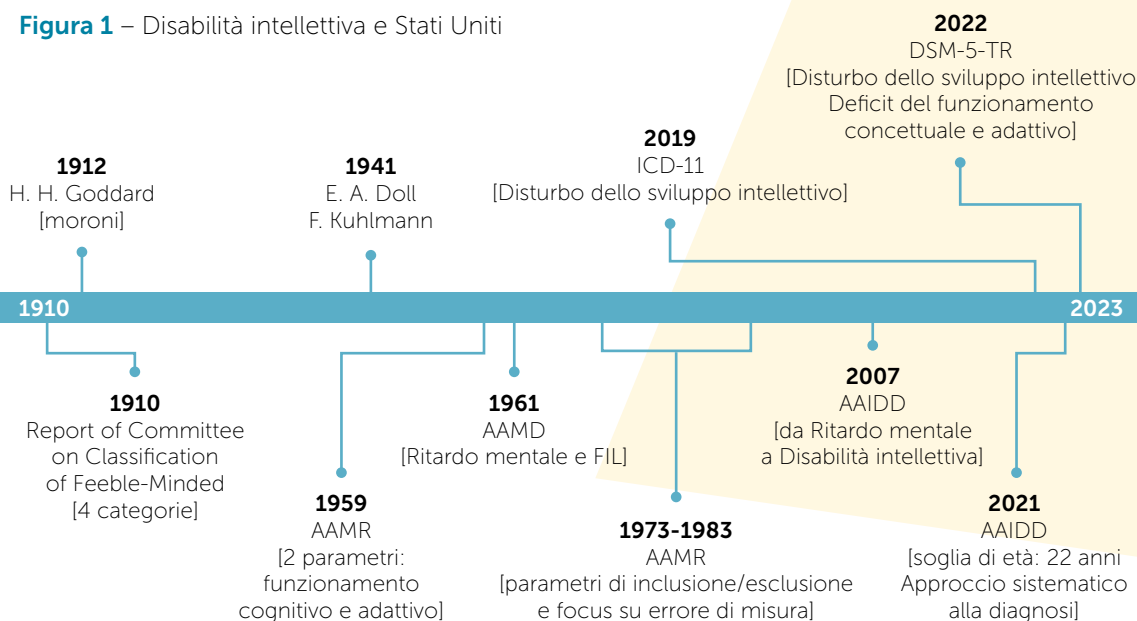 Figura 1 – Disabilità intellettiva e Stati Uniti
2022
DSM-5-TR
[Disturbo dello sviluppo intellettivo
Deficit del funzionamento
concettuale e adattivo]
2019
ICD-11
[Disturbo dello sviluppo intellettivo]
1912
H. H. Goddard
[moroni]
1941
E. A. Doll
F. Kuhlmann
1910
2023
1910
Report of Committee
on Classification
of Feeble-Minded
[4 categorie]
1959
AAMR
[2 parametri:
funzionamento
cognitivo e adattivo]
1961
AAMD
[Ritardo mentale e FIL]
1973-1983
AAMR
[parametri di inclusione/esclusione
e focus su errore di misura]
2007
AAIDD
[da Ritardo mentale
a Disabilità intellettiva]
2021
AAIDD
[soglia di età: 22 anni
Approccio sistematico
alla diagnosi]